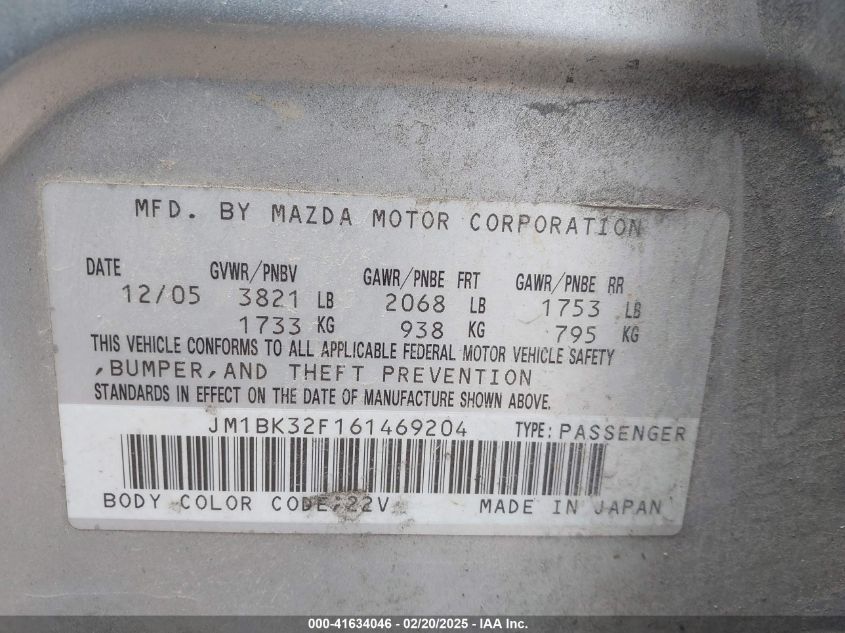 MFD. BY MAZDA MOTOR CORPORATION
DATE GVWR/PNBV GAWR/PNBE FRT GAWR/PNBE RR
12/05 3821 LB 2068 LB 1753 LB
1733 KG 938 KG 795 KG
THIS VEHICLE CONFORMS TO ALL APPLICABLE FEDERAL MOTOR VEHICLE SAFETY
,BUMPER,AND THEFT PREVENTION
STANDARDS IN EFFECT ON THE DATE OF MANUFACTURE SHOWN ABOVE.
JM1BK32F161469204 TYPE:PASSENGER
BODY COLOR CODE:22V MADE IN JAPAN
000-41634046 - 02/20/2025 - IAA Inc.